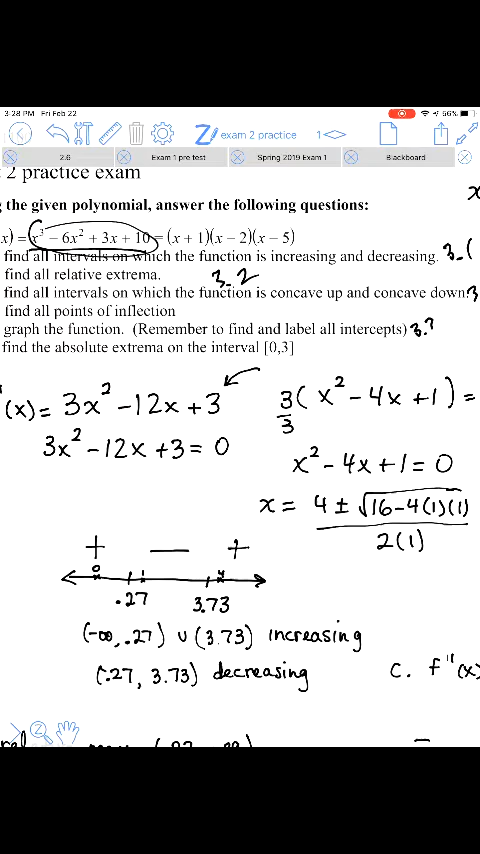 3:28 PM Fri Feb 22
56%
exam 2 practice
1
2.6
Exam 1 pre test
Spring 2019 Exam 1
Blackboard
2 practice exam
g the given polynomial, answer the following questions:
x
x) = x³ − 6x² + 3x + 10 = (x + 1)(x − 2)(x − 5)
find all intervals on which the function is increasing and decreasing. 3-(
find all relative extrema. 3-2
find all intervals on which the function is concave up and concave down. 3
find all points of inflection
graph the function. (Remember to find and label all intercepts) 3.3
find the absolute extrema on the interval [0,3]
'(x) = 3x² - 12x + 3
3x² - 12x + 3 = 0
3/3 ( x² - 4x + 1 ) =
x² - 4x + 1 = 0
x = 4 ± √16 - 4(1)(1)
2(1)
+ — +
0 1 4
.27 3.73
(-∞, .27) ∪ (3.73) increasing
(.27, 3.73) decreasing
C. f''(x)